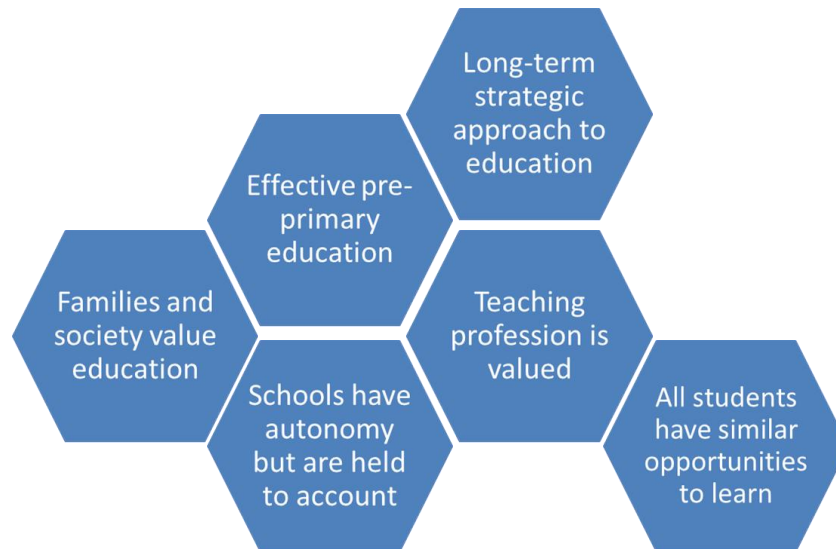 Long-term
strategic
approach to
education
Effective pre-
primary
education
Families and
society value
education
Teaching
profession is
valued
Schools have
autonomy
but are held
to account
All students
have similar
opportunities
to learn